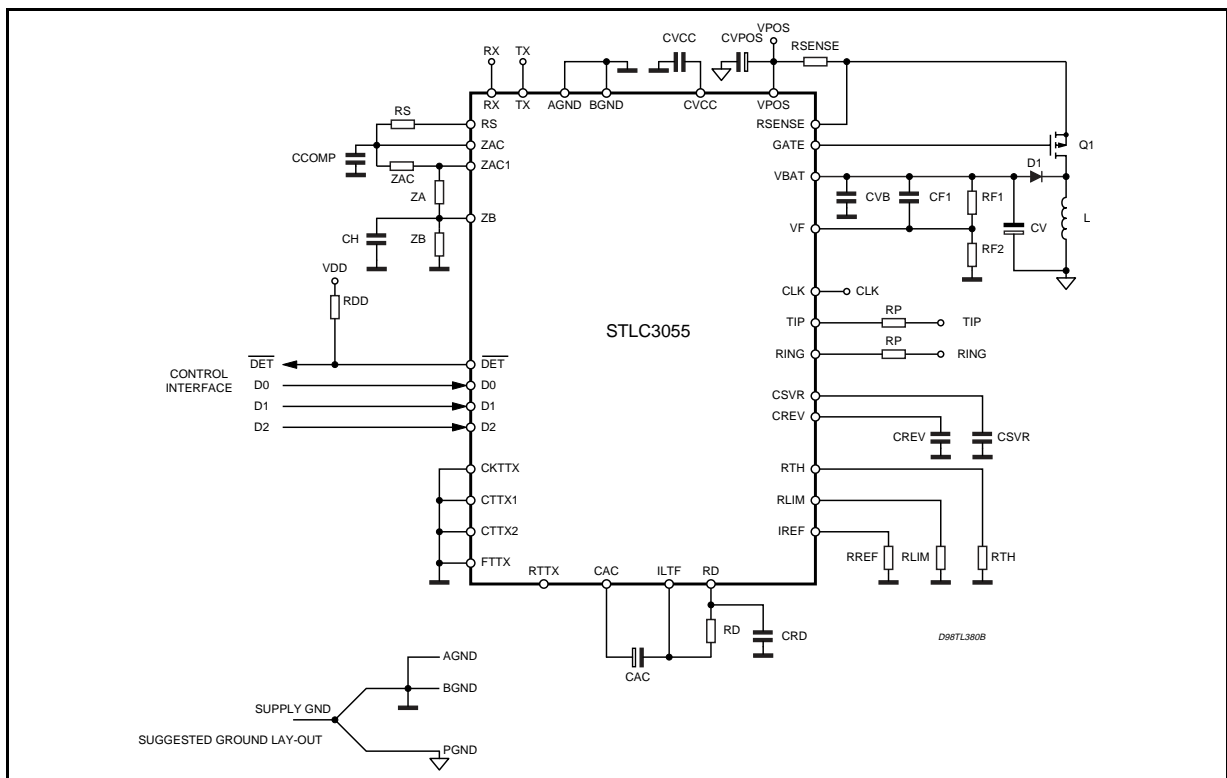 VPOS
CVCC
CVPOS
RSENSE
RX
TX
RX
TX
AGND
BGND
CVCC
VPOS
RS
RS
RSENSE
ZAC
GATE
Q1
CCOMP
ZAC1
ZAC
D1
VBAT
ZA
CVB
CF1
RF1
L
ZB
CH
ZB
VF
CV
RF2
VDD
RDD
CLK
CLK
TIP
RP
TIP
STLC3055
RING
RP
RING
CONTROL
INTERFACE
DET
DET
D0
D0
D1
D1
D2
D2
CSVR
CREV
CREV
CSVR
CKTTX
RTH
CTTX1
RLIM
CTTX2
IREF
FTTX
RREF
RLIM
RTH
RTTX
CAC
ILTF
RD
RD
CRD
CAC
D98TL380B
AGND
BGND
SUPPLY GND
SUGGESTED GROUND LAY-OUT
PGND